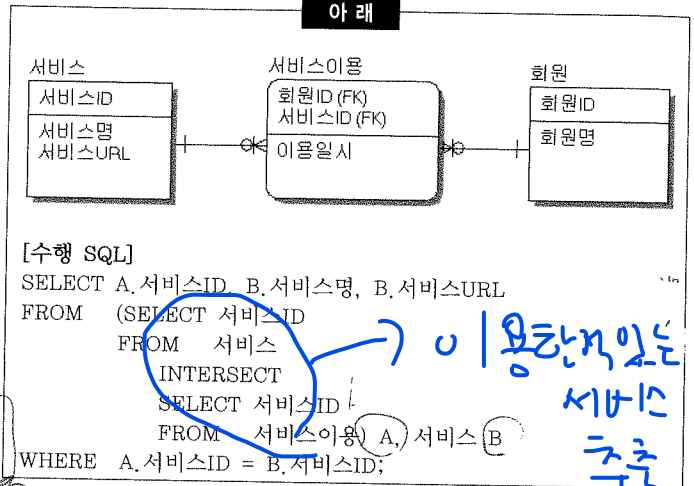 아 래
서비스
서비스ID
서비스명
서비스URL
서비스이용
회원ID (FK)
서비스ID (FK)
이용일시
회원
회원ID
회원명
[수행 SQL]
SELECT A.서비스ID, B.서비스명, B.서비스URL
FROM (SELECT 서비스ID
FROM 서비스
INTERSECT
SELECT 서비스ID
FROM 서비스이용) A, 서비스 B
WHERE A.서비스ID = B.서비스ID;
이용한적있는
서비스
추출